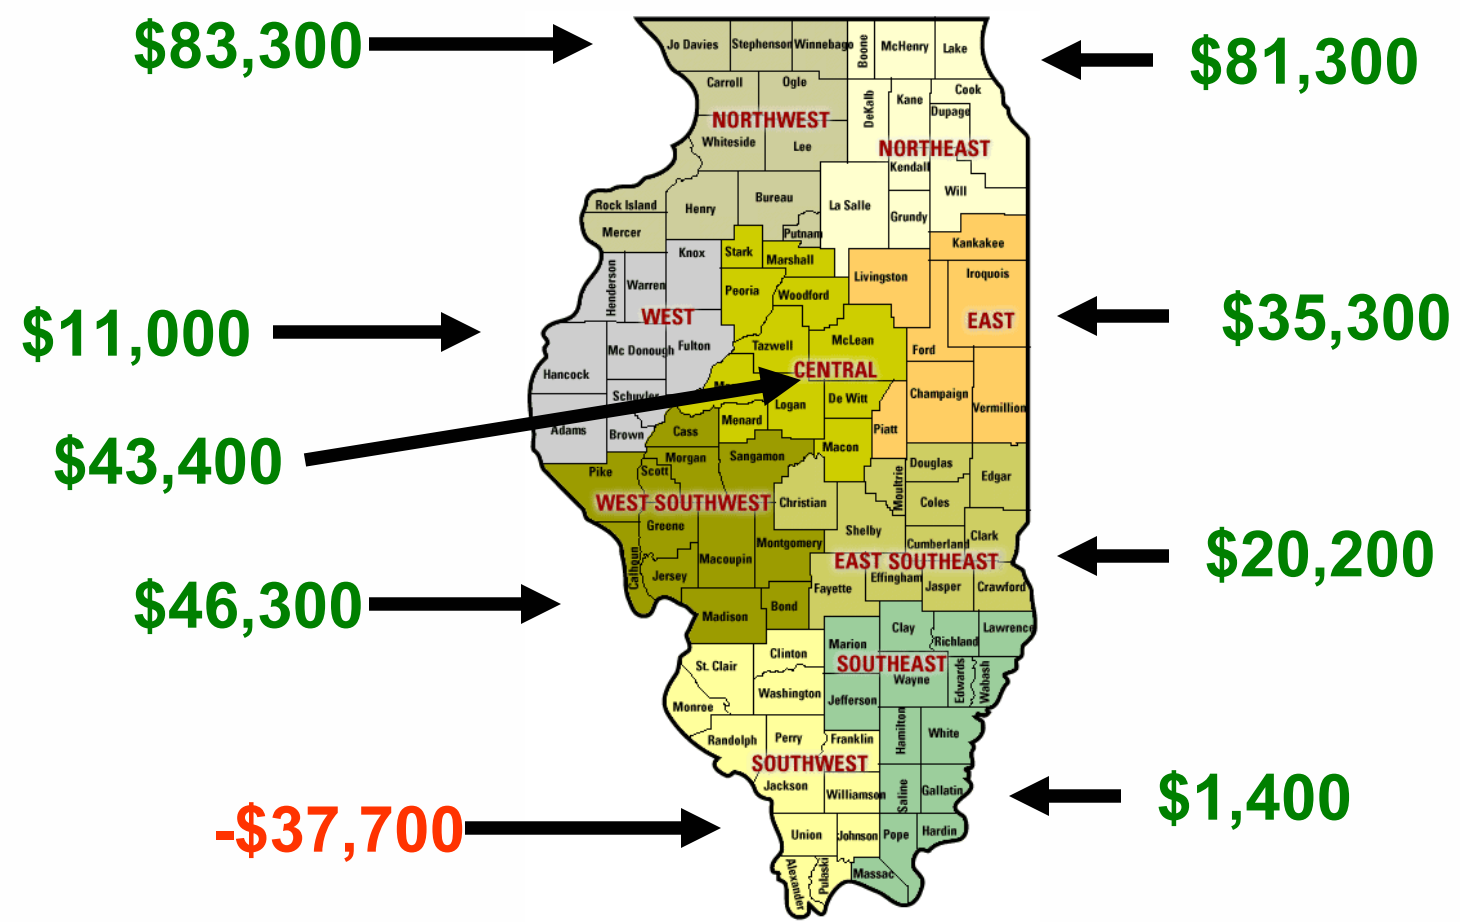 $83,300
$81,300
Jo Davies
Stephenson
Winnebago
Boone
McHenry
Lake
Carroll
Ogle
DeKalb
Kane
Cook
Dupage
NORTHWEST
NORTHEAST
Whiteside
Lee
Kendall
Will
Rock Island
Henry
Bureau
La Salle
Grundy
Mercer
Putnam
Kankakee
Knox
Stark
Marshall
Henderson
Warren
Peoria
Woodford
Livingston
Iroquois
$11,000
WEST
EAST
$35,300
Mc Donough
Fulton
Tazwell
McLean
Ford
Hancock
CENTRAL
Schuyler
Logan
De Witt
Champaign
Vermillion
Adams
Brown
Cass
Menard
Macon
Piatt
$43,400
Pike
Scott
Morgan
Sangamon
Moultrie
Douglas
Edgar
WEST SOUTHWEST
Christian
Coles
Greene
Shelby
Cumberland
Clark
Calhoun
Macoupin
Montgomery
EAST SOUTHEAST
$20,200
Jersey
Fayette
Effingham
Jasper
Crawford
$46,300
Madison
Bond
Clay
Richland
Lawrence
Marion
Clinton
St. Clair
SOUTHEAST
Wayne
Edwards
Wabash
Washington
Jefferson
Monroe
Randolph
Perry
Franklin
Hamilton
White
SOUTHWEST
Jackson
Williamson
Saline
Gallatin
$1,400
-$37,700
Union
Johnson
Pope
Hardin
Alexander
Pulaski
Massac